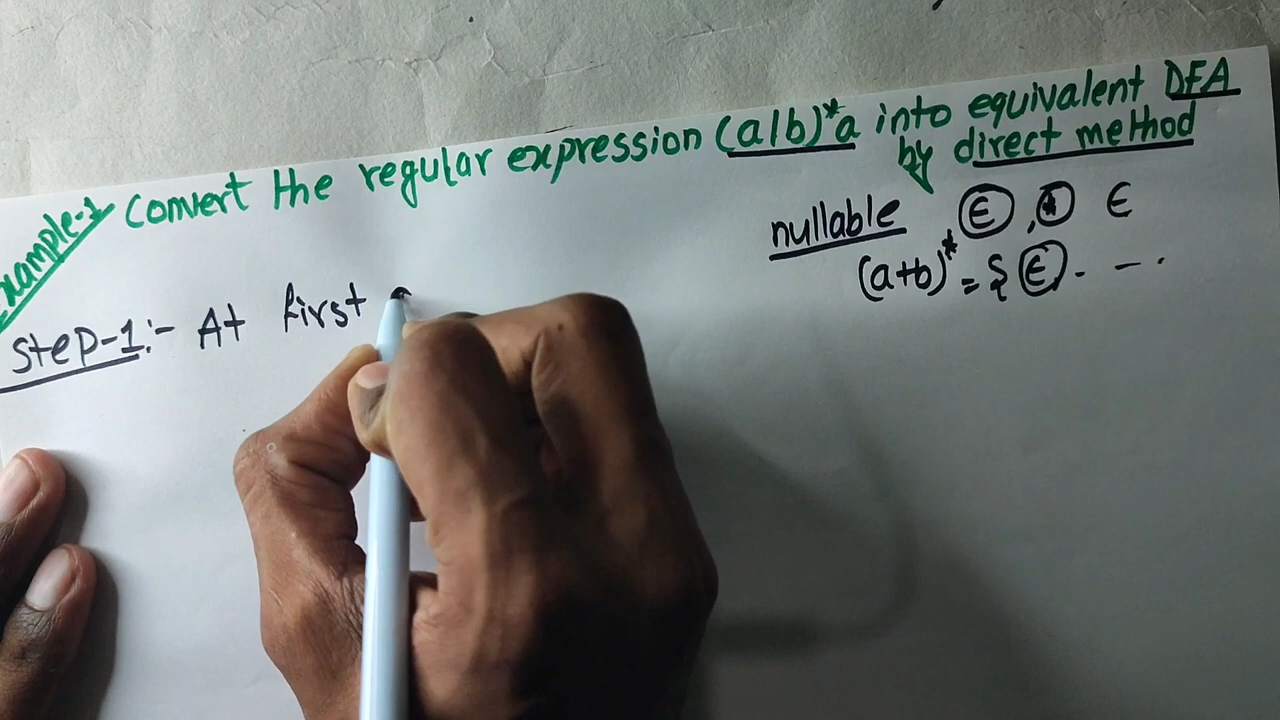 Example-1 Convert the regular expression (a|b)*a into equivalent DFA
by direct method
nullable ϵ, * ϵ
(a+b)* = { ϵ - - - .
Step-1:- At first